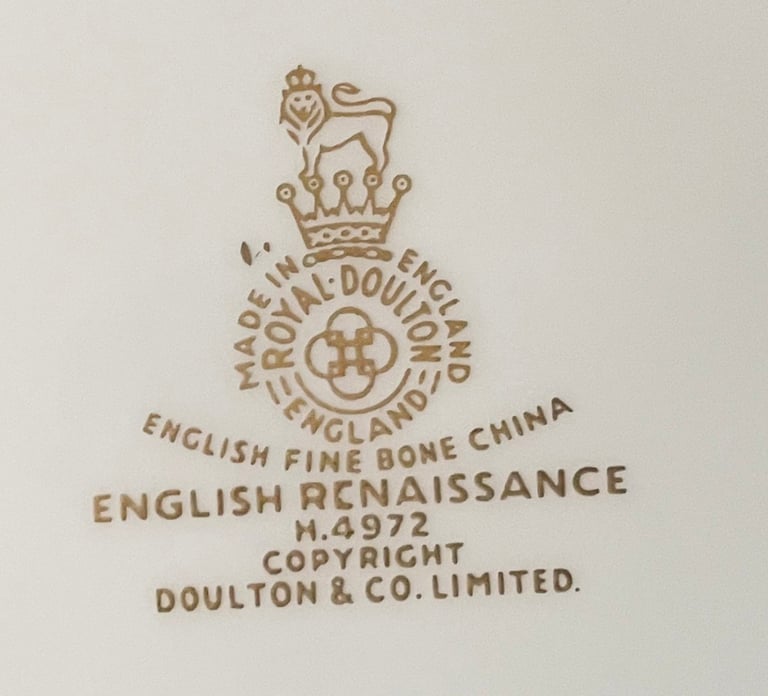 MADE IN ENGLAND
ROYAL·DOULTON
ENGLAND
ENGLISH FINE BONE CHINA
ENGLISH RENAISSANCE
H.4972
COPYRIGHT
DOULTON & CO. LIMITED.